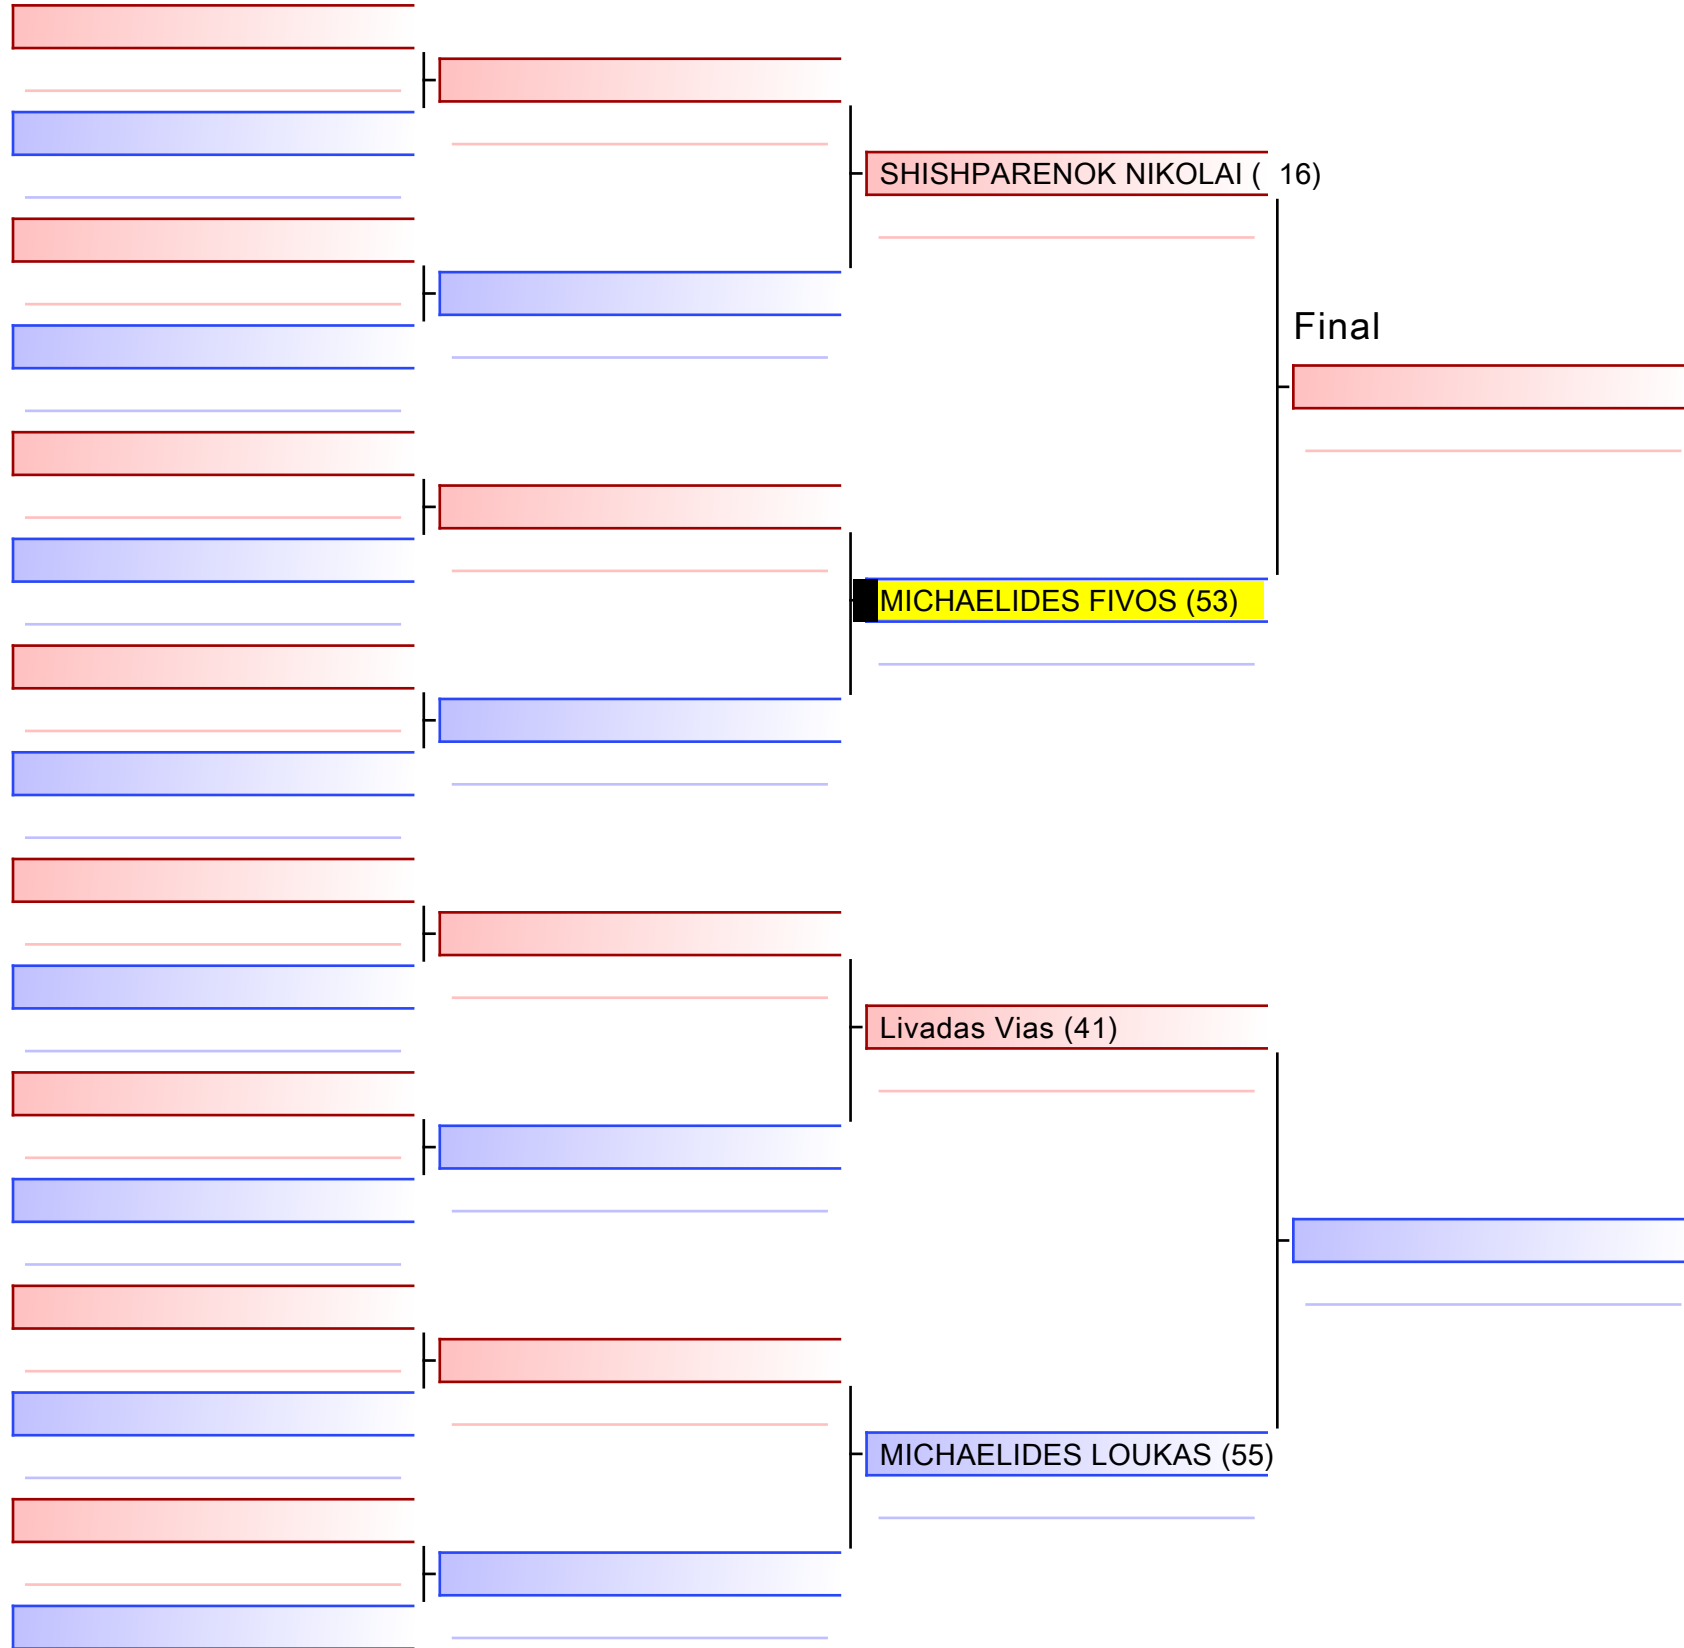 SHISHPARENOK NIKOLAI ( 16)
Final
MICHAELIDES FIVOS (53)
Livadas Vias (41)
MICHAELIDES LOUKAS (55)